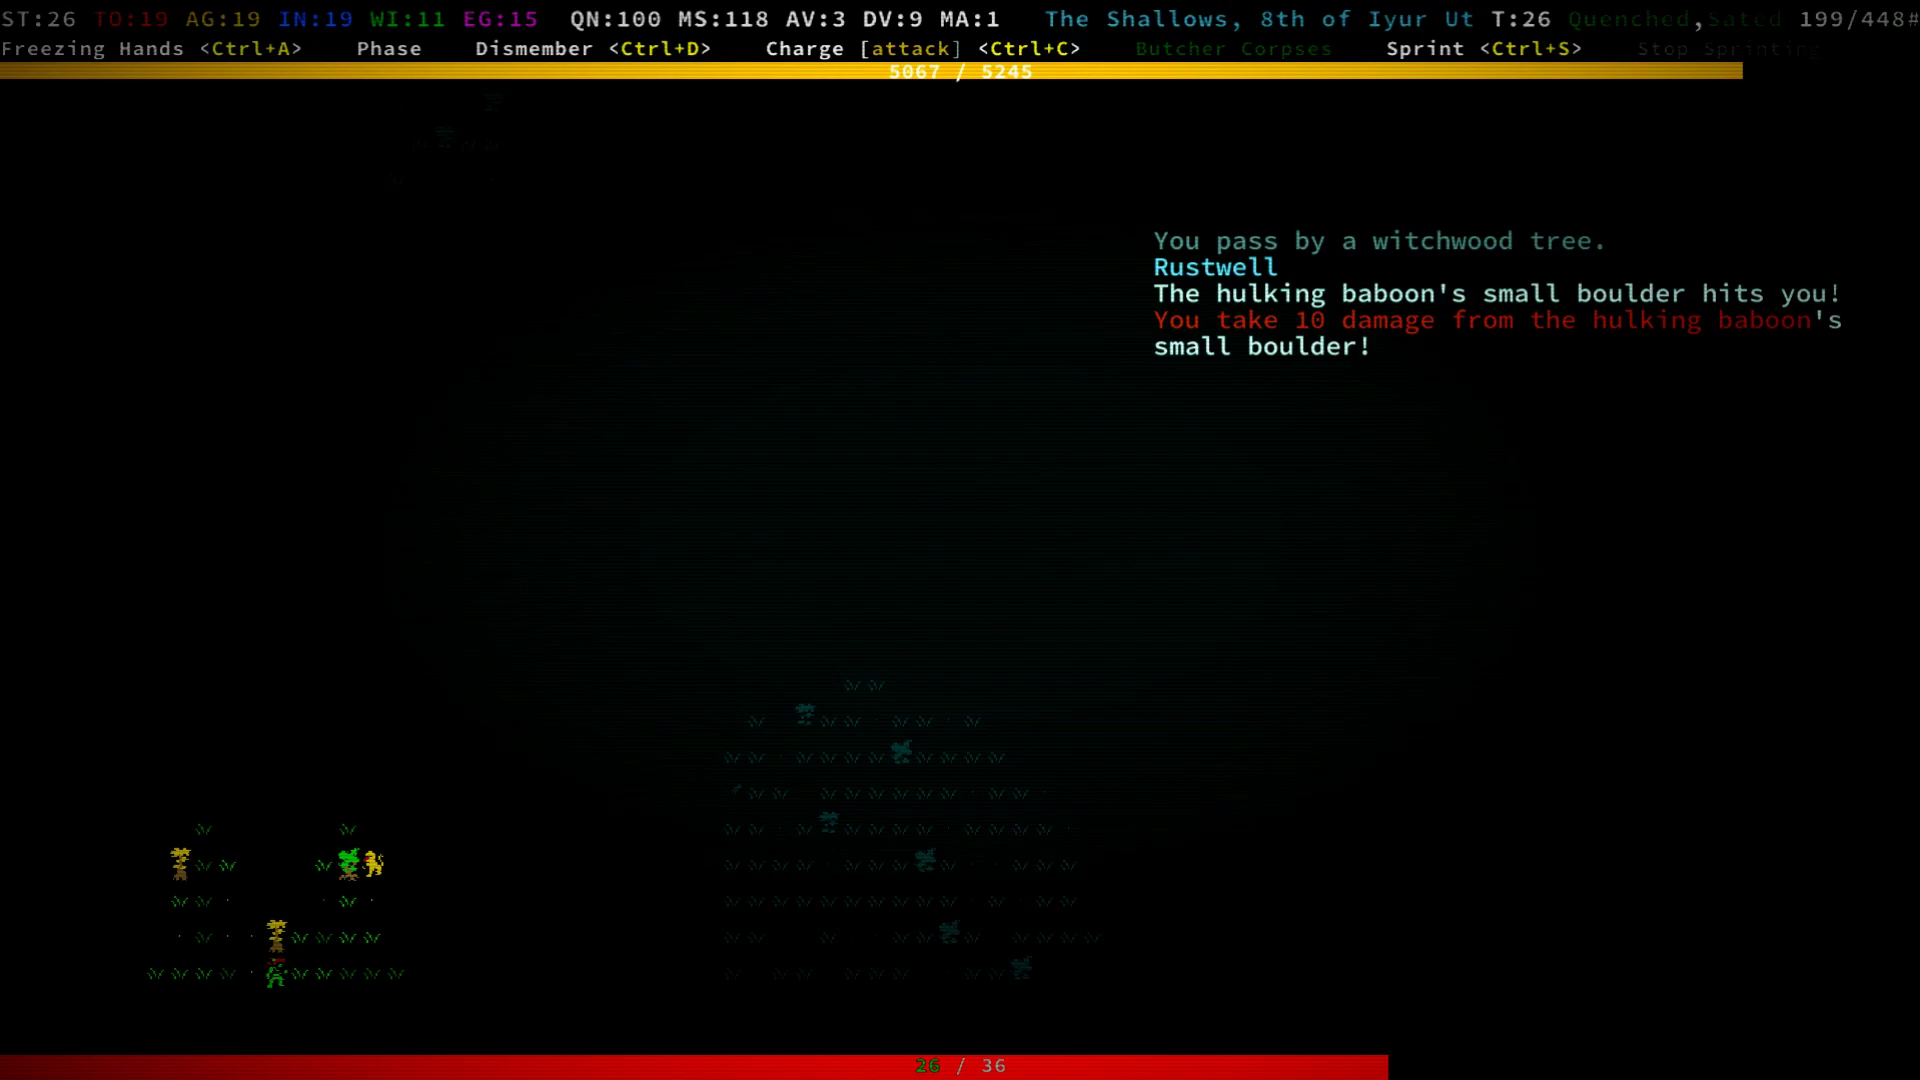 ST:26 TO:19 AG:19 IN:19 WI:11 EG:15 QN:100 MS:118 AV:3 DV:9 MA:1 The Shallows, 8th of Iyur Ut T:26 Quenched,Sated 199/448#
Freezing Hands <Ctrl+A> Phase Dismember <Ctrl+D> Charge [attack] <Ctrl+C> Butcher Corpses Sprint <Ctrl+S> Stop Sprinting
5067 / 5245
You pass by a witchwood tree.
Rustwell
The hulking baboon's small boulder hits you!
You take 10 damage from the hulking baboon's
small boulder!
26 / 36